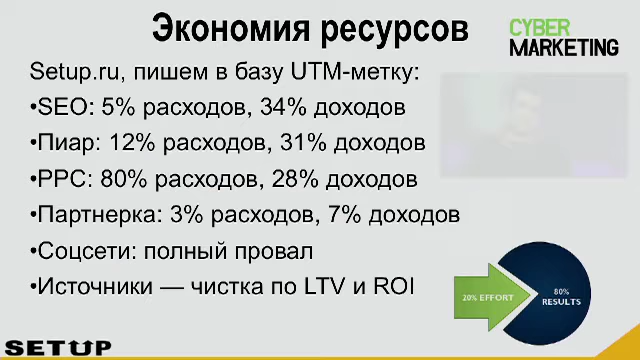 Экономия ресурсов
CYBER
MARKETING
Setup.ru, пишем в базу UTM-метку:
•SEO: 5% расходов, 34% доходов
•Пиар: 12% расходов, 31% доходов
•PPC: 80% расходов, 28% доходов
•Партнерка: 3% расходов, 7% доходов
•Соцсети: полный провал
•Источники — чистка по LTV и ROI
20% EFFORT
80%
RESULTS
SETUP